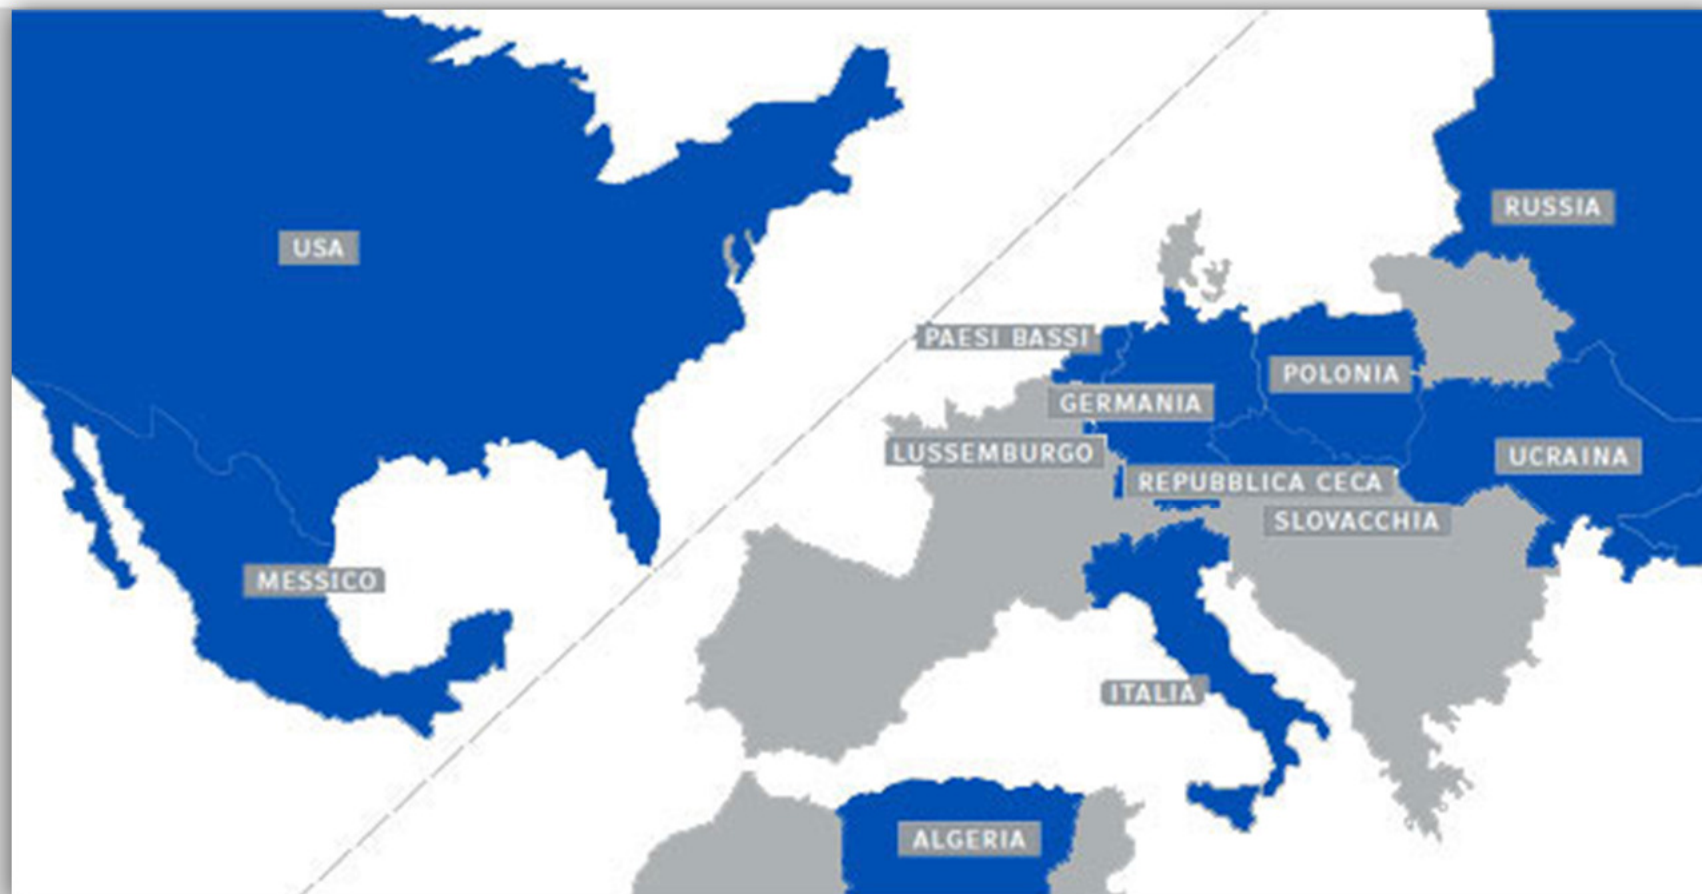 USA
RUSSIA
PAESI BASSI
POLONIA
GERMANIA
LUSSEMBURGO
UCRAINA
REPUBBLICA CECA
SLOVACCHIA
MESSICO
ITALIA
ALGERIA